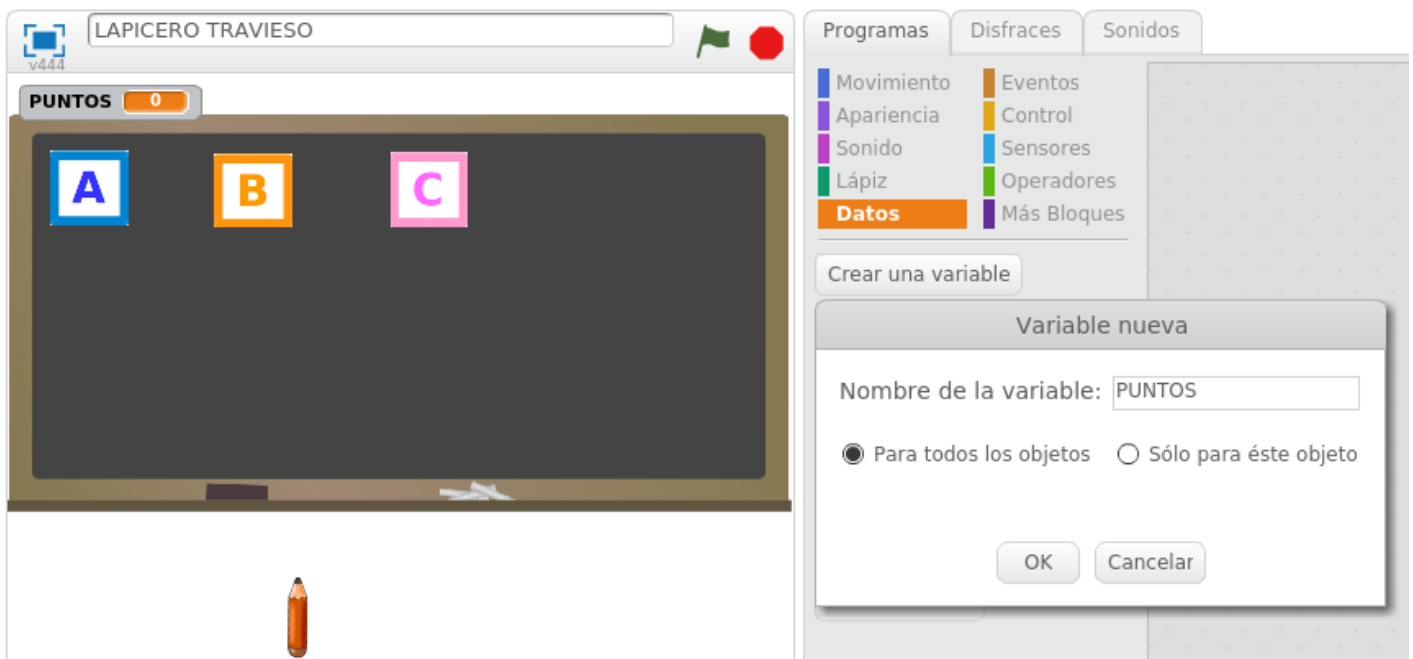 LAPICERO TRAVIESO
v444
PUNTOS 0
A B C
Programas Disfraces Sonidos
Movimiento Eventos
Apariencia Control
Sonido Sensores
Lápiz Operadores
Datos Más Bloques
Crear una variable
Variable nueva
Nombre de la variable: PUNTOS
Para todos los objetos Sólo para éste objeto
OK Cancelar